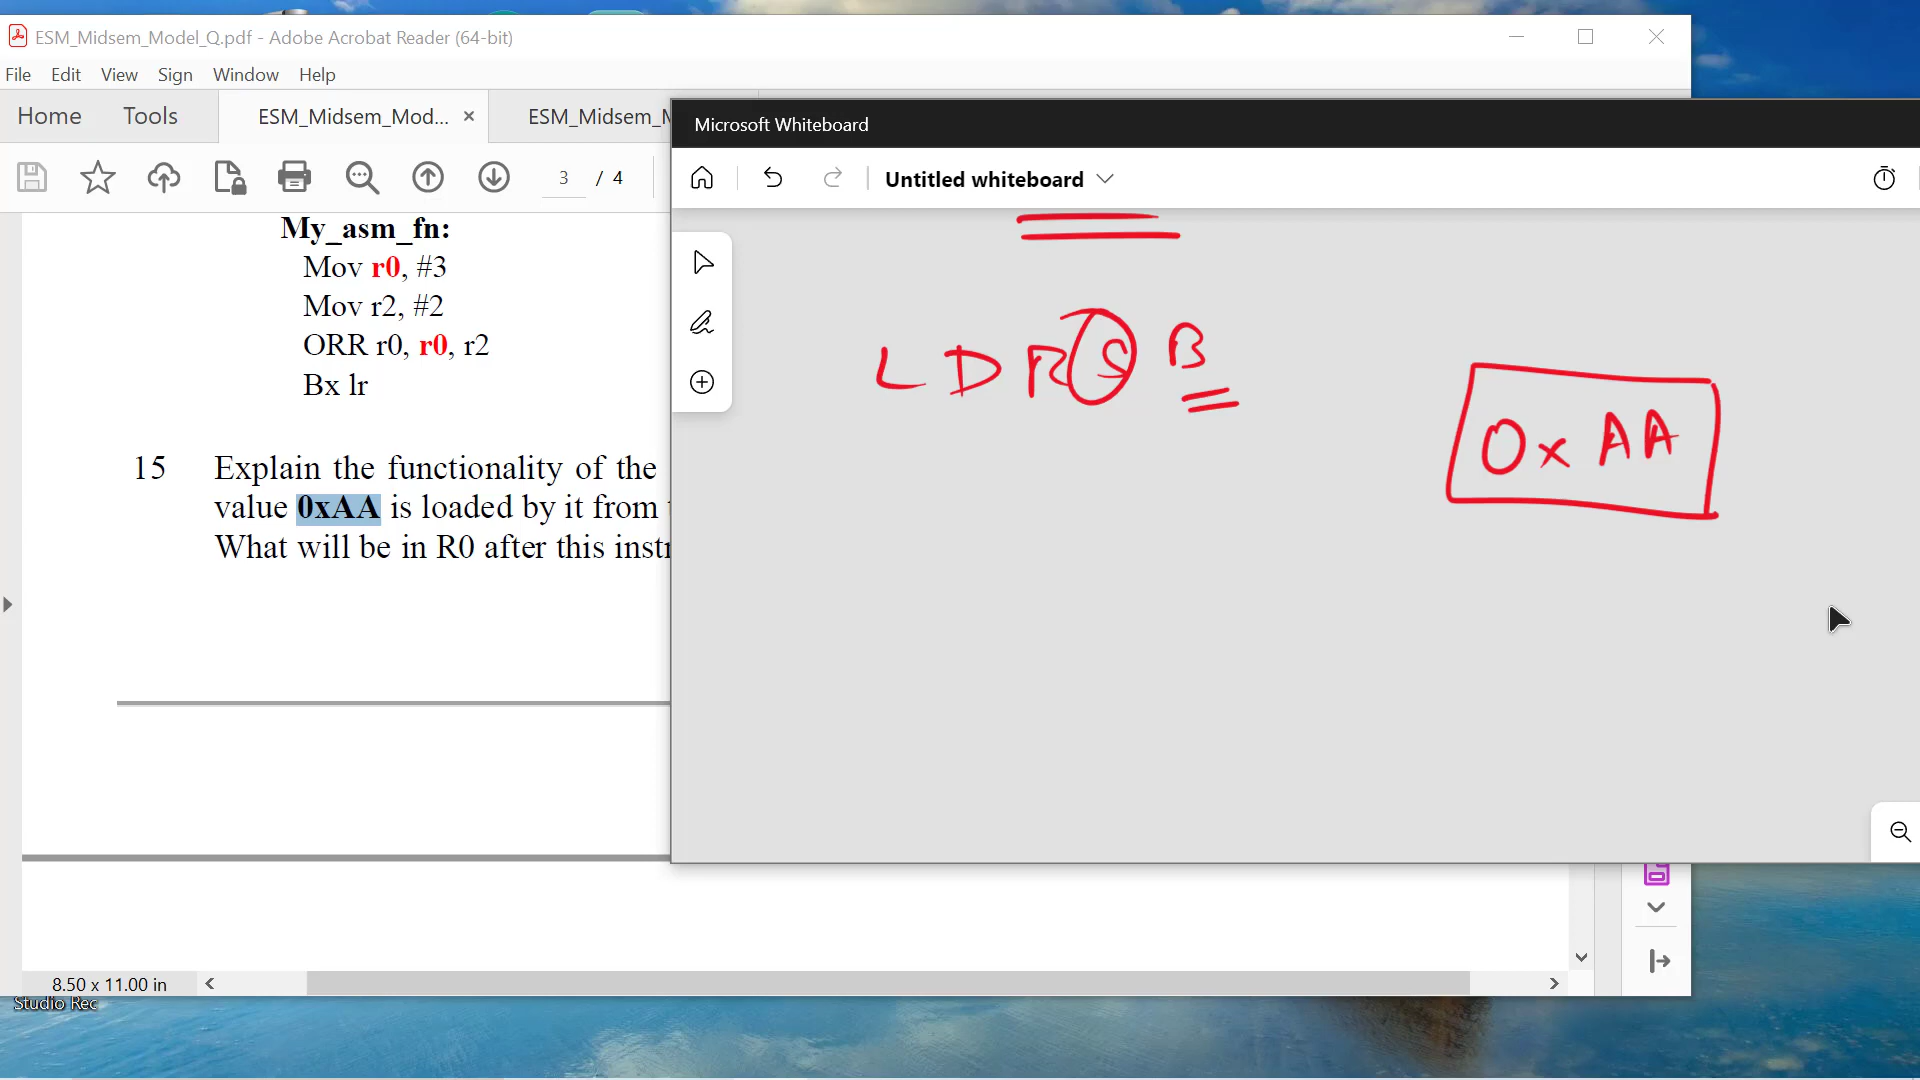 ESM_Midsem_Model_Q.pdf - Adobe Acrobat Reader (64-bit)
File Edit View Sign Window Help
Home Tools ESM_Midsem_Mod... × ESM_Midsem_M
3 / 4
My_asm_fn:
Mov r0, #3
Mov r2, #2
ORR r0, r0, r2
Bx lr
15 Explain the functionality of the
value 0xAA is loaded by it from
What will be in R0 after this instr
8.50 x 11.00 in
Studio Rec
Microsoft Whiteboard
Untitled whiteboard
LDRSB
0xAA